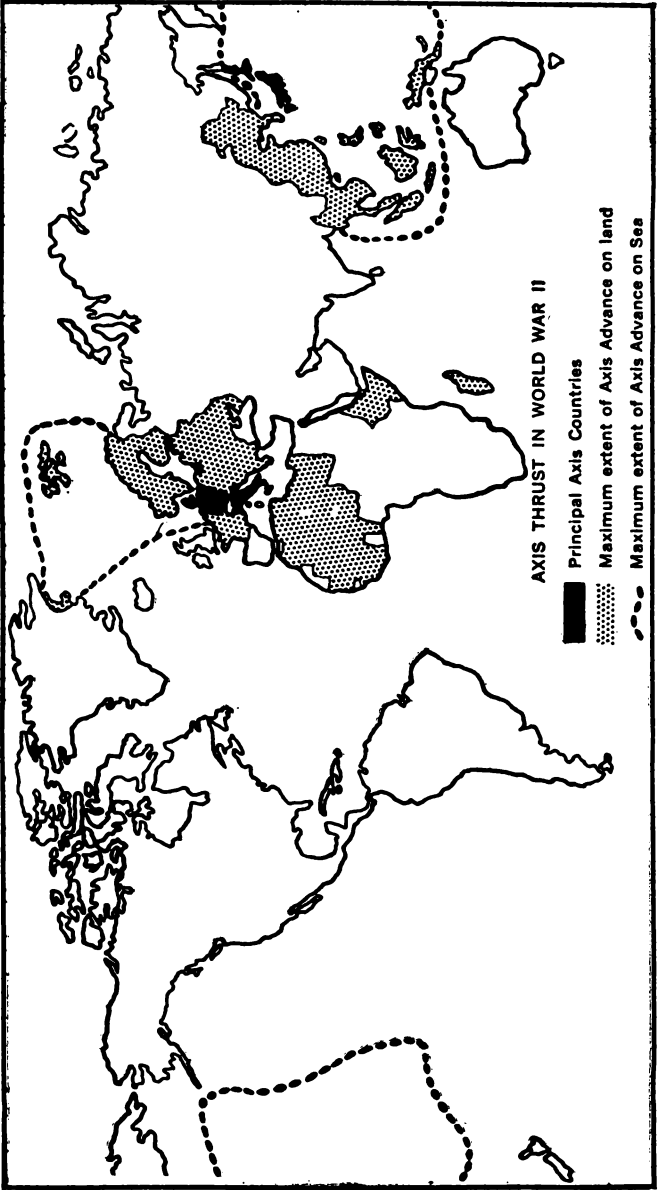 AXIS THRUST IN WORLD WAR II
Principal Axis Countries
Maximum extent of Axis Advance on land
Maximum extent of Axis Advance on Sea